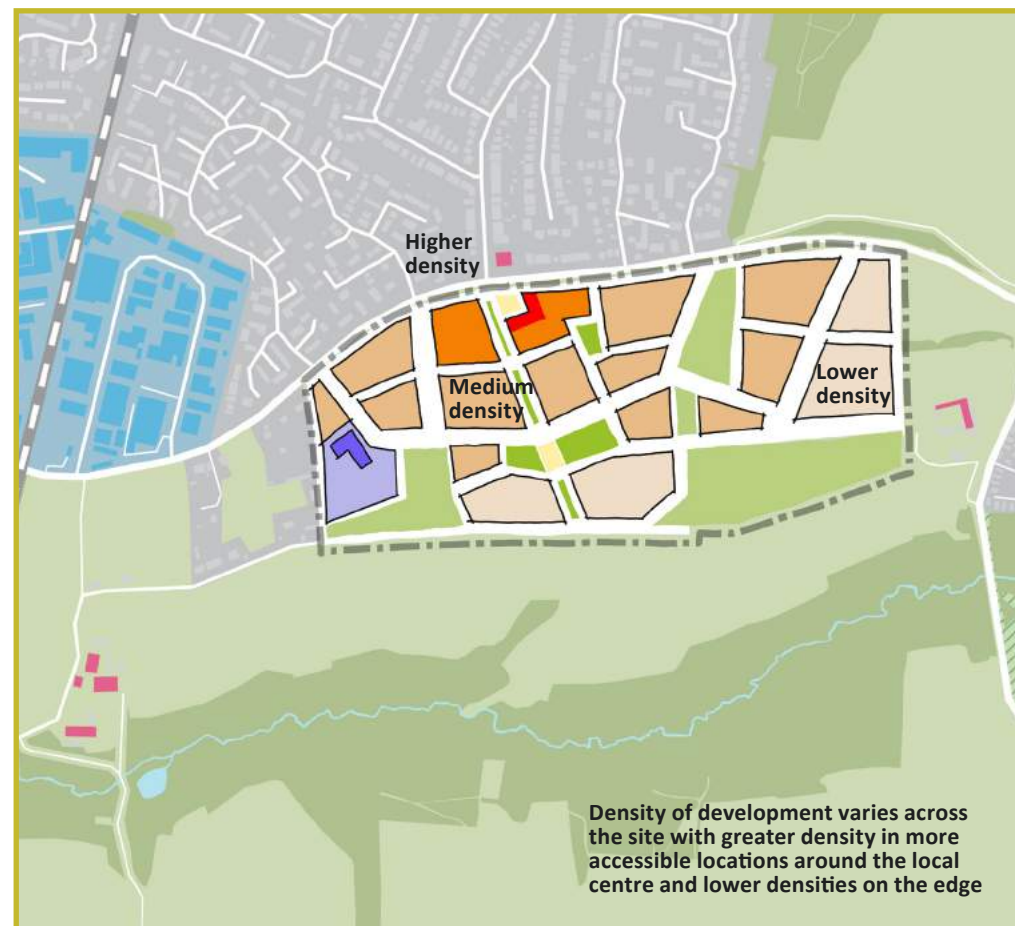 Higher
density
Medium
density
Lower
density
Density of development varies across
the site with greater density in more
accessible locations around the local
centre and lower densities on the edge